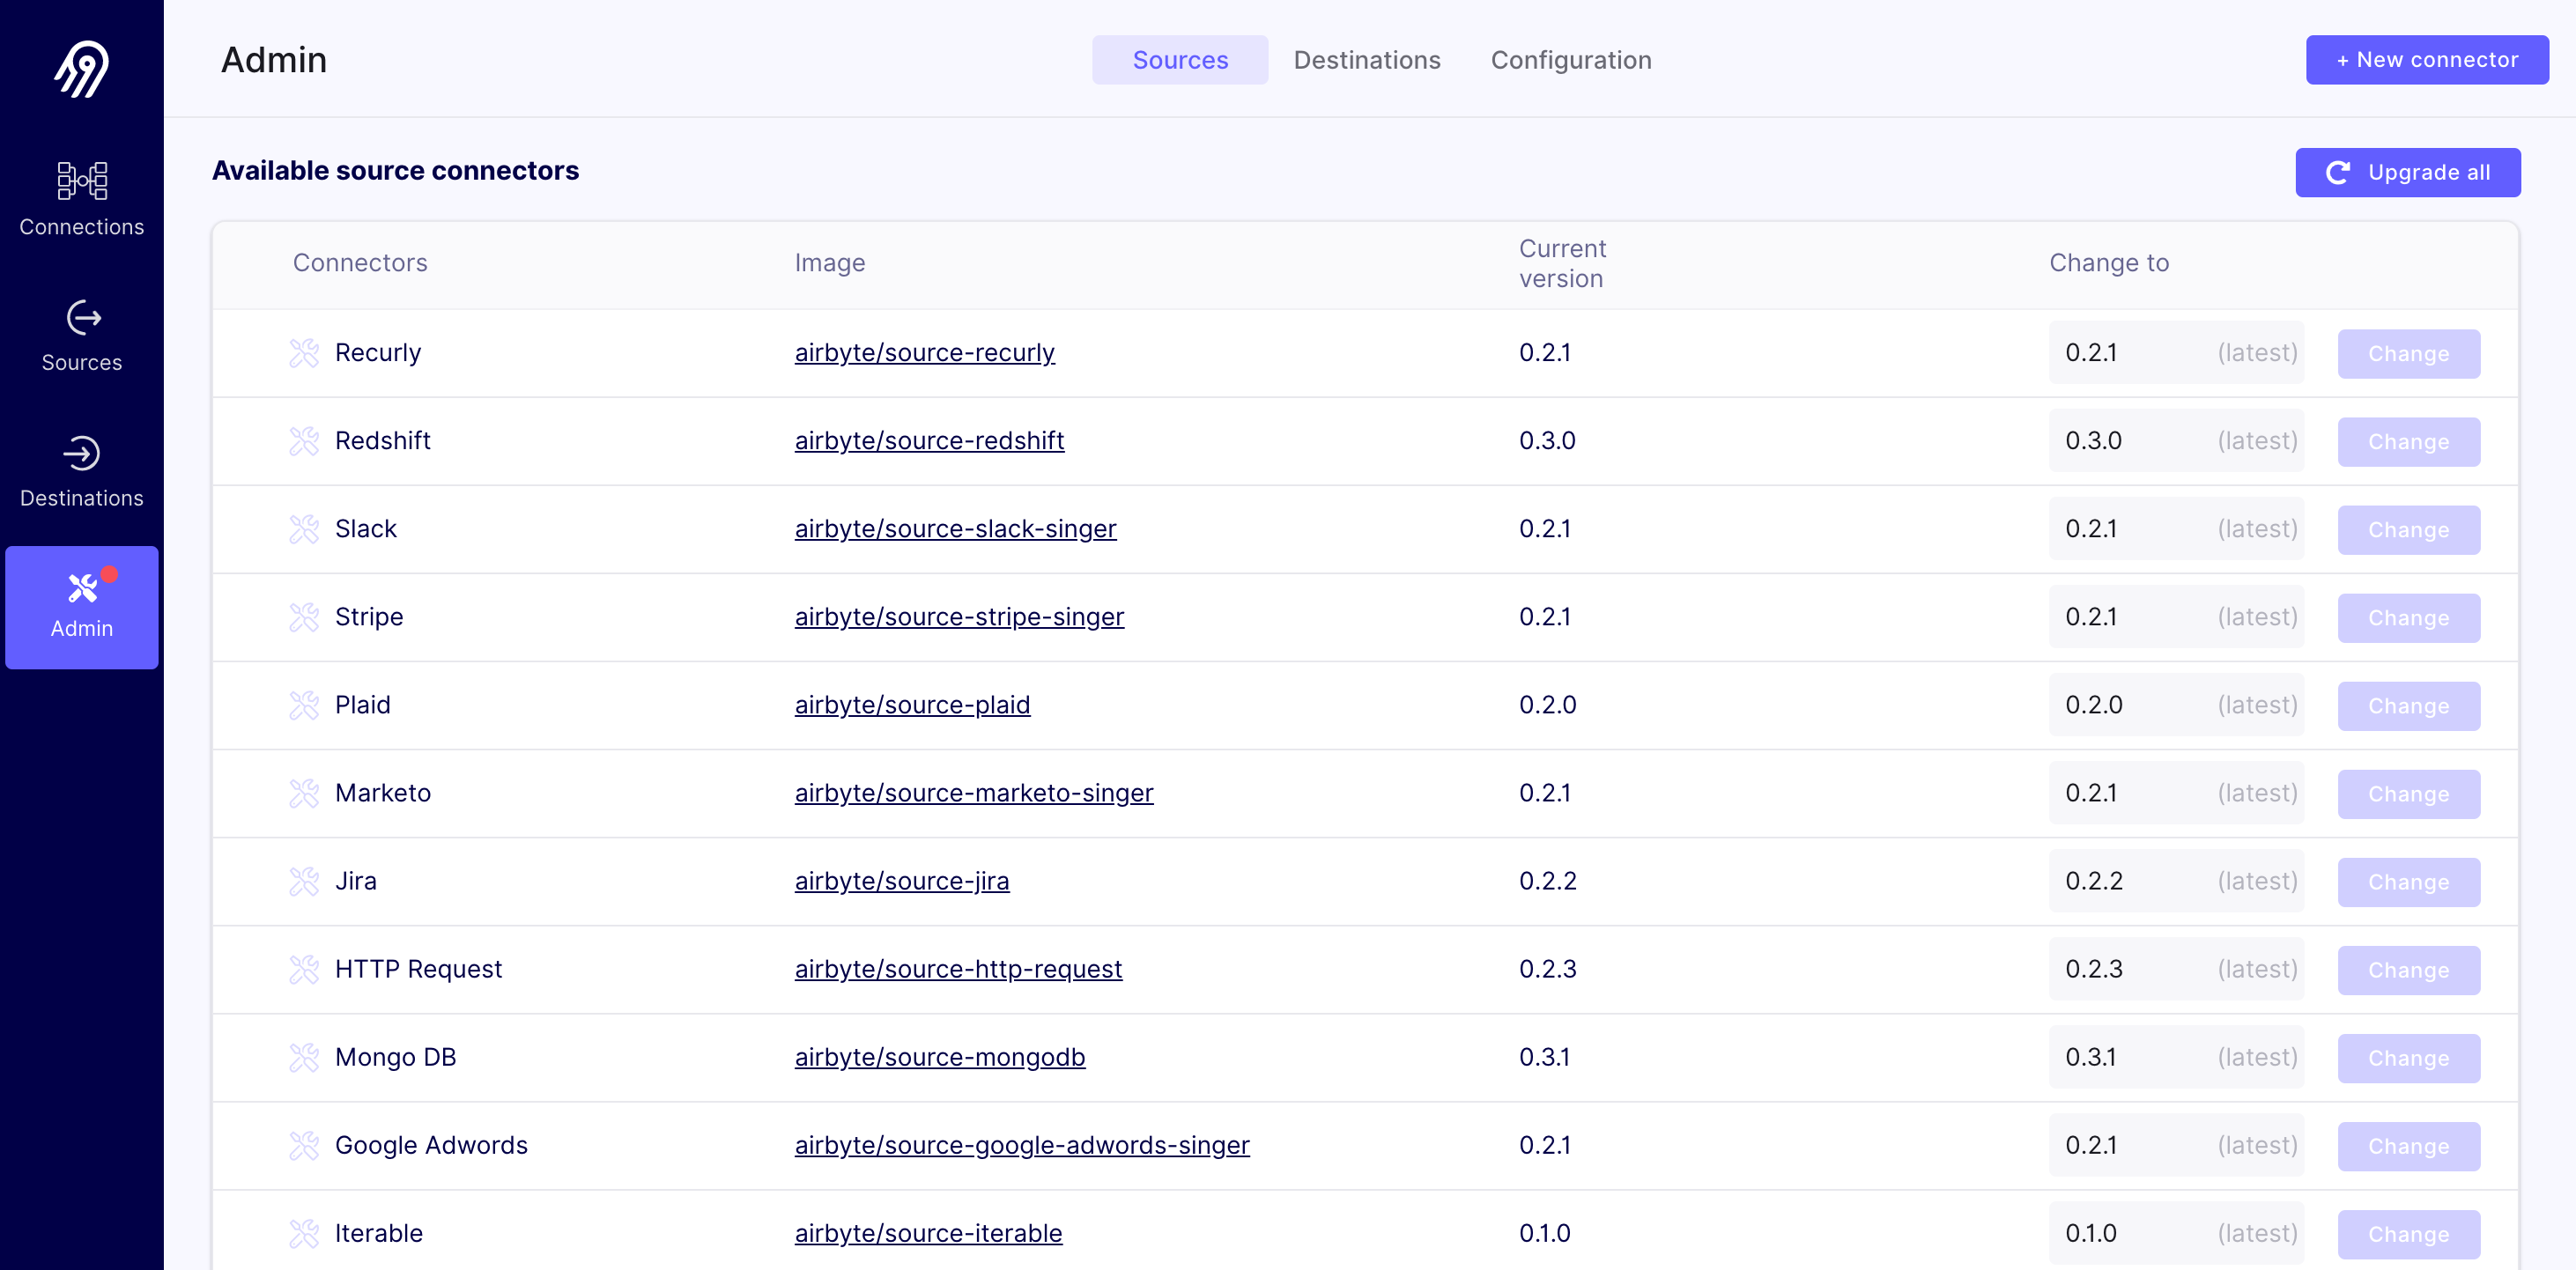 Admin
Sources
Destinations
Configuration
+ New connector
Connections
Sources
Destinations
Admin
Available source connectors
Upgrade all
Connectors
Image
Current
version
Change to
Recurly
airbyte/source-recurly
0.2.1
0.2.1 (latest)
Change
Redshift
airbyte/source-redshift
0.3.0
0.3.0 (latest)
Change
Slack
airbyte/source-slack-singer
0.2.1
0.2.1 (latest)
Change
Stripe
airbyte/source-stripe-singer
0.2.1
0.2.1 (latest)
Change
Plaid
airbyte/source-plaid
0.2.0
0.2.0 (latest)
Change
Marketo
airbyte/source-marketo-singer
0.2.1
0.2.1 (latest)
Change
Jira
airbyte/source-jira
0.2.2
0.2.2 (latest)
Change
HTTP Request
airbyte/source-http-request
0.2.3
0.2.3 (latest)
Change
Mongo DB
airbyte/source-mongodb
0.3.1
0.3.1 (latest)
Change
Google Adwords
airbyte/source-google-adwords-singer
0.2.1
0.2.1 (latest)
Change
Iterable
airbyte/source-iterable
0.1.0
0.1.0 (latest)
Change